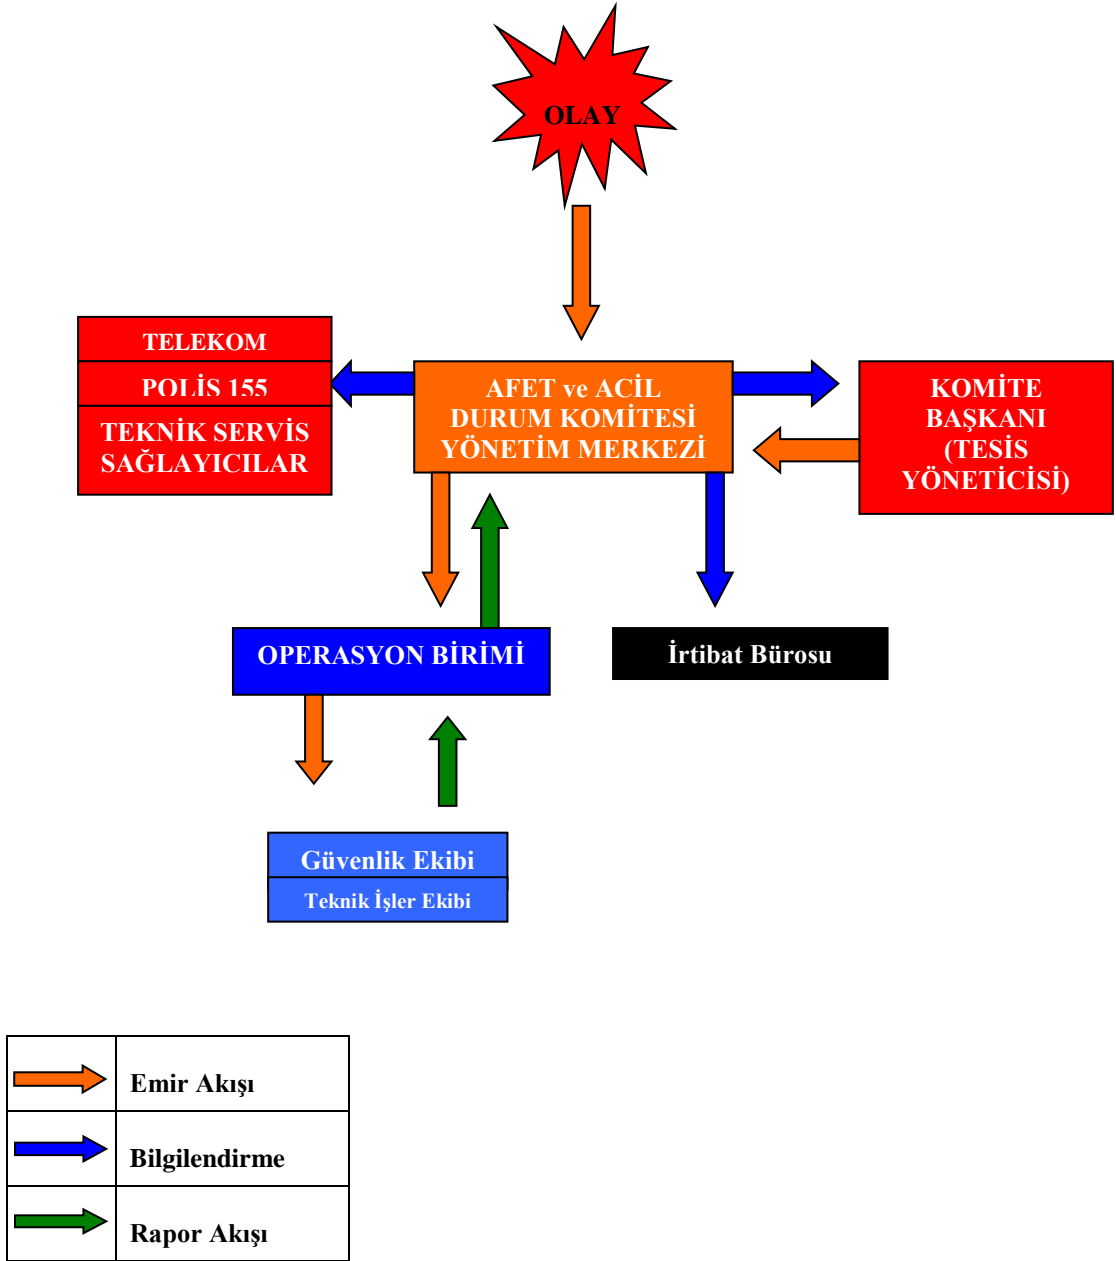 OLAY
TELEKOM
POLİS 155
TEKNİK SERVİS
SAĞLAYICILAR
AFET ve ACİL
DURUM KOMİTESİ
YÖNETİM MERKEZİ
KOMİTE
BAŞKANI
(TESİS
YÖNETİCİSİ)
OPERASYON BİRİMİ
İrtibat Bürosu
Güvenlik Ekibi
Teknik İşler Ekibi
Emir Akışı
Bilgilendirme
Rapor Akışı